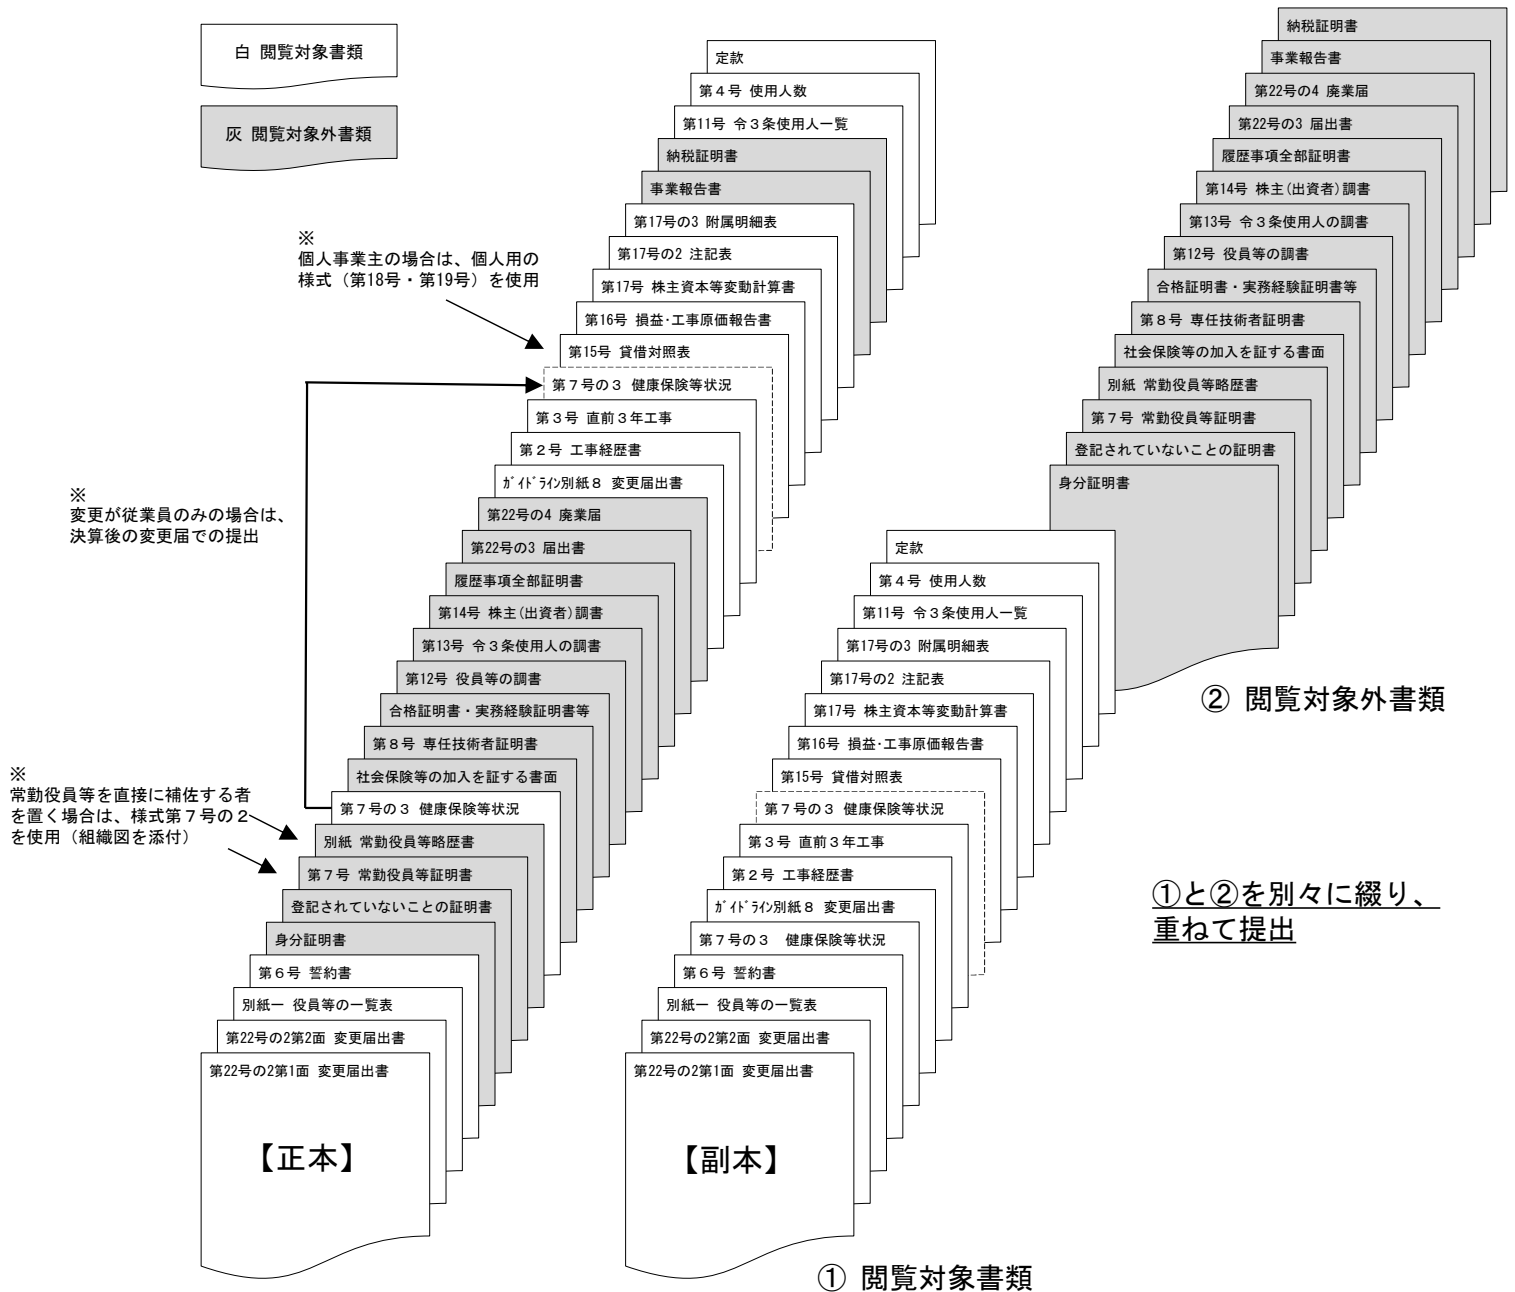 白 閲覧対象書類
灰 閲覧対象外書類
※
個人事業主の場合は、個人用の
様式（第18号・第19号）を使用
※
変更が従業員のみの場合は、
決算後の変更届での提出
※
常勤役員等を直接に補佐する者
を置く場合は、様式第７号の２
を使用（組織図を添付）
定款
第４号 使用人数
第11号 令３条使用人一覧
納税証明書
事業報告書
第17号の3 附属明細表
第17号の2 注記表
第17号 株主資本等変動計算書
第16号 損益･工事原価報告書
第15号 貸借対照表
第７号の３ 健康保険等状況
第３号 直前３年工事
第２号 工事経歴書
ｶﾞｲﾄﾞﾗｲﾝ別紙８ 変更届出書
第22号の4 廃業届
第22号の3 届出書
履歴事項全部証明書
第14号 株主(出資者)調書
第13号 令３条使用人の調書
第12号 役員等の調書
合格証明書・実務経験証明書等
第８号 専任技術者証明書
社会保険等の加入を証する書面
第７号の３ 健康保険等状況
別紙 常勤役員等略歴書
第７号 常勤役員等証明書
登記されていないことの証明書
身分証明書
第６号 誓約書
別紙一 役員等の一覧表
第22号の2第2面 変更届出書
第22号の2第1面 変更届出書
【正本】
定款
第４号 使用人数
第11号 令３条使用人一覧
第17号の3 附属明細表
第17号の2 注記表
第17号 株主資本等変動計算書
第16号 損益･工事原価報告書
第15号 貸借対照表
第７号の３ 健康保険等状況
第３号 直前３年工事
第２号 工事経歴書
ｶﾞｲﾄﾞﾗｲﾝ別紙８ 変更届出書
第７号の３　健康保険等状況
第６号 誓約書
別紙一 役員等の一覧表
第22号の2第2面 変更届出書
第22号の2第1面 変更届出書
【副本】
① 閲覧対象書類
納税証明書
事業報告書
第22号の4 廃業届
第22号の3 届出書
履歴事項全部証明書
第14号 株主(出資者)調書
第13号 令３条使用人の調書
第12号 役員等の調書
合格証明書・実務経験証明書等
第８号 専任技術者証明書
社会保険等の加入を証する書面
別紙 常勤役員等略歴書
第７号 常勤役員等証明書
登記されていないことの証明書
身分証明書
② 閲覧対象外書類
①と②を別々に綴り、
重ねて提出